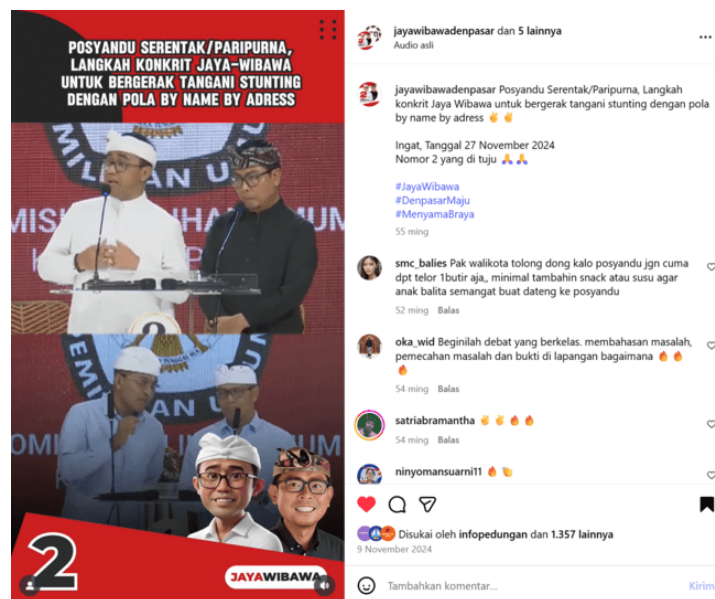 POSYANDU SERENTAK/PARIPURNA,
LANGKAH KONKRIT JAYA-WIBAWA
UNTUK BERGERAK TANGANI STUNTING
DENGAN POLA BY NAME BY ADRESS
2
JAYAWIBAWA
jayawibawadenpasar dan 5 lainnya
Audio asli
jayawibawadenpasar Posyandu Serentak/Paripurna, Langkah
konkrit Jaya Wibawa untuk bergerak tangani stunting dengan pola
by name by adress ✌️ ✌️
Ingat, Tanggal 27 November 2024
Nomor 2 yang di tuju 🙏 🙏
#JayaWibawa
#DenpasarMaju
#MenyamaBraya
55 ming
smc_balies Pak walikota tolong dong kalo posyandu jgn cuma
dpt telor 1butir aja,, minimal tambahin snack atau susu agar
anak balita semangat buat dateng ke posyandu
52 ming Balas
oka_wid Beginilah debat yang berkelas. membahasan masalah,
pemecahan masalah dan bukti di lapangan bagaimana 🔥 🔥
🔥
54 ming Balas
satriabramantha ✌️ ✌️ 🔥 🔥
54 ming Balas
ninyomansuarni11 🔥 👏
Disukai oleh infopedungan dan 1.357 lainnya
9 November 2024
Tambahkan komentar...
Kirim